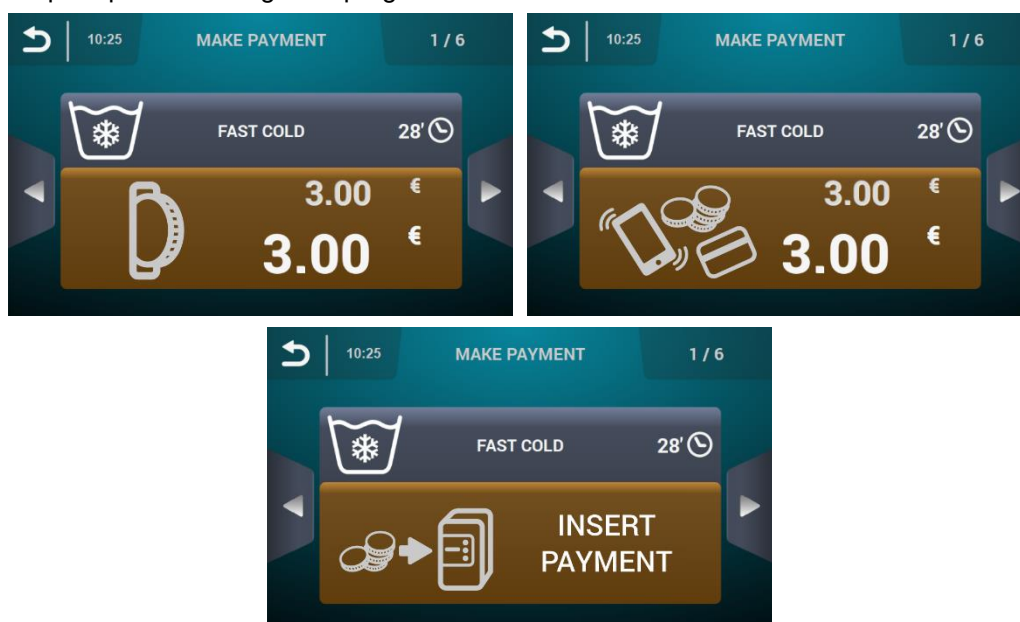 10:25 MAKE PAYMENT 1 / 6
FAST COLD 28'
3.00 €
3.00 €
10:25 MAKE PAYMENT 1 / 6
FAST COLD 28'
3.00 €
3.00 €
10:25 MAKE PAYMENT 1 / 6
FAST COLD 28'
INSERT
PAYMENT